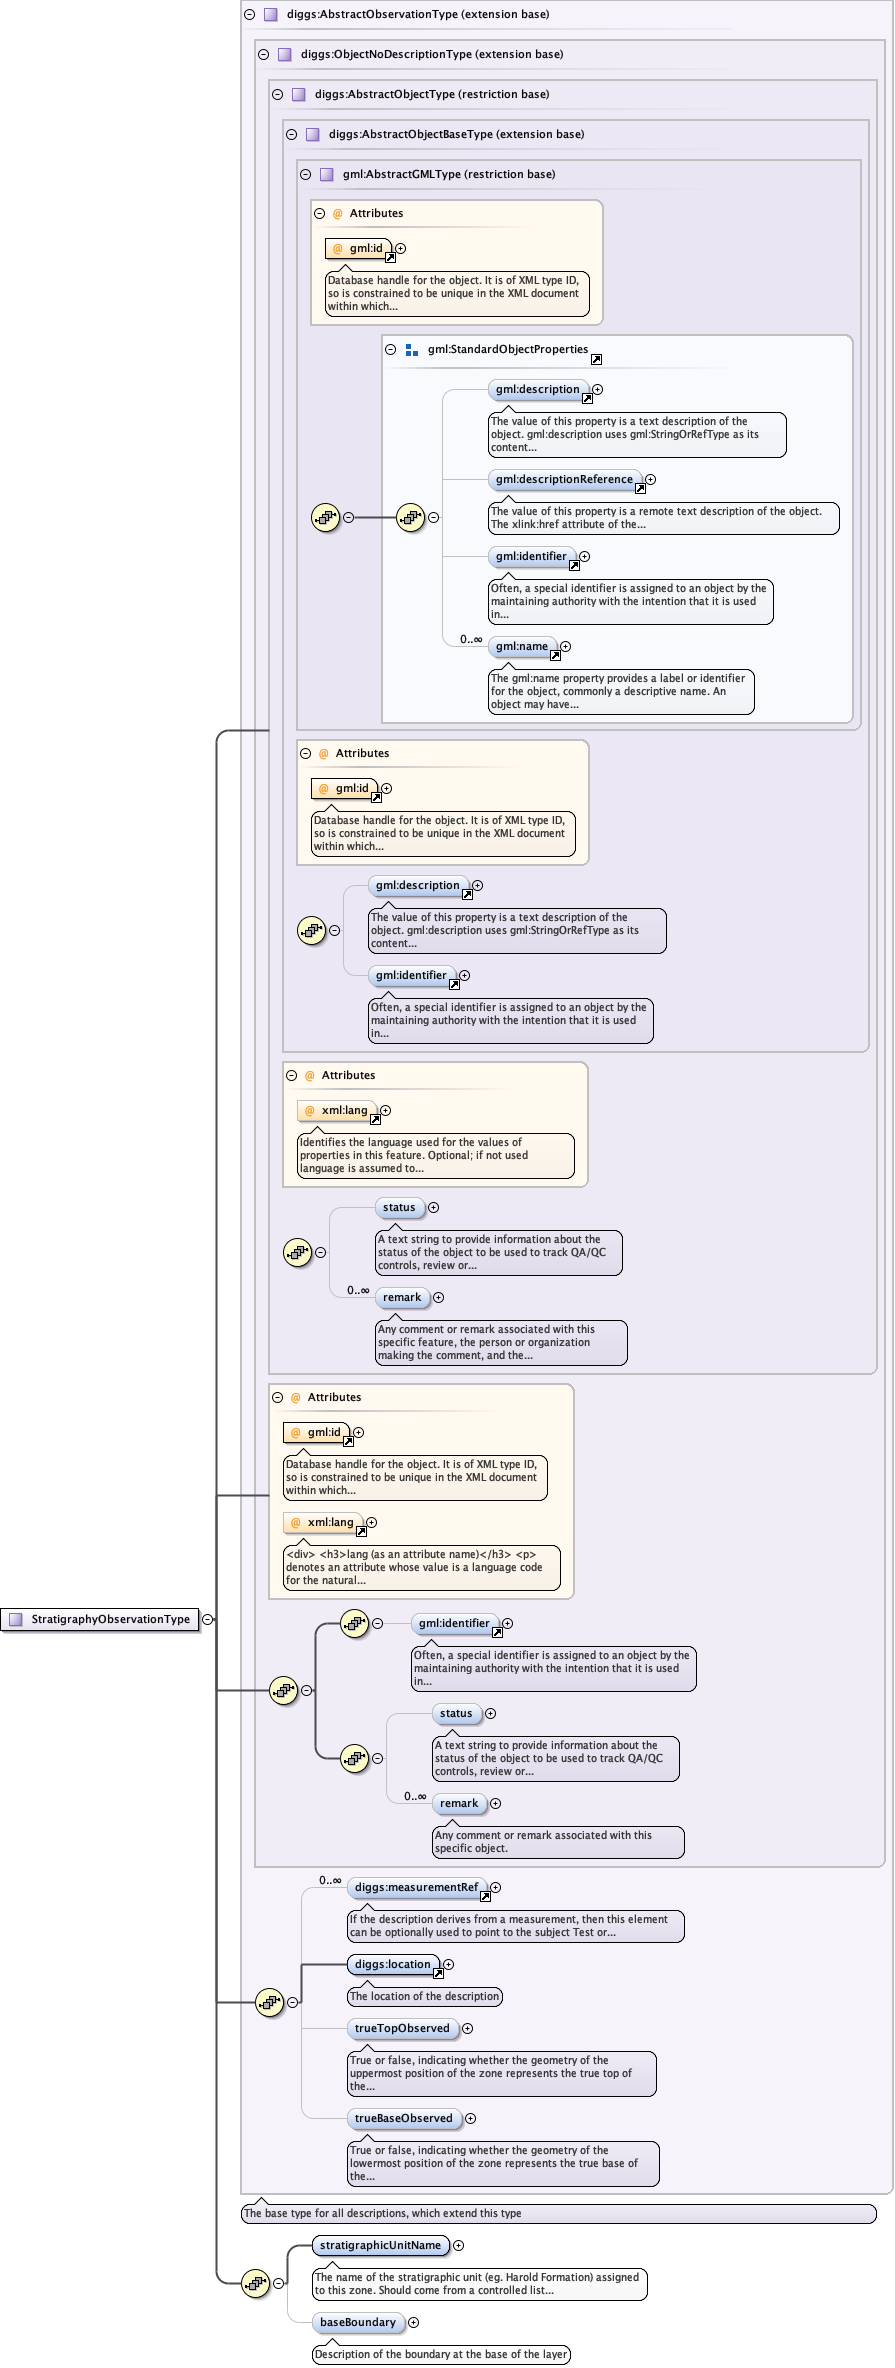 diggs:AbstractObservationType (extension base)
diggs:ObjectNoDescriptionType (extension base)
diggs:AbstractObjectType (restriction base)
diggs:AbstractObjectBaseType (extension base)
gml:AbstractGMLType (restriction base)
@ Attributes
@ gml:id
Database handle for the object. It is of XML type ID,
so is constrained to be unique in the XML document
within which...
gml:StandardObjectProperties
gml:description
The value of this property is a text description of the
object. gml:description uses gml:StringOrRefType as its
content...
gml:descriptionReference
The value of this property is a remote text description of the object.
The xlink:href attribute of the...
gml:identifier
Often, a special identifier is assigned to an object by the
maintaining authority with the intention that it is used
in...
0..∞
gml:name
The gml:name property provides a label or identifier
for the object, commonly a descriptive name. An
object may have...
@ Attributes
@ gml:id
Database handle for the object. It is of XML type ID,
so is constrained to be unique in the XML document
within which...
gml:description
The value of this property is a text description of the
object. gml:description uses gml:StringOrRefType as its
content...
gml:identifier
Often, a special identifier is assigned to an object by the
maintaining authority with the intention that it is used
in...
@ Attributes
@ xml:lang
Identifies the language used for the values of
properties in this feature. Optional; if not used
language is assumed to...
status
A text string to provide information about the
status of the object to be used to track QA/QC
controls, review or...
0..∞
remark
Any comment or remark associated with this
specific feature, the person or organization
making the comment, and the...
@ Attributes
@ gml:id
Database handle for the object. It is of XML type ID,
so is constrained to be unique in the XML document
within which...
@ xml:lang
<div> <h3>lang (as an attribute name)</h3> <p>
denotes an attribute whose value is a language code
for the natural...
StratigraphyObservationType
gml:identifier
Often, a special identifier is assigned to an object by the
maintaining authority with the intention that it is used
in...
status
A text string to provide information about the
status of the object to be used to track QA/QC
controls, review or...
0..∞
remark
Any comment or remark associated with this
specific object.
0..∞
diggs:measurementRef
If the description derives from a measurement, then this element
can be optionally used to point to the subject Test or...
diggs:location
The location of the description
trueTopObserved
True or false, indicating whether the geometry of the
uppermost position of the zone represents the true top of
the...
trueBaseObserved
True or false, indicating whether the geometry of the
lowermost position of the zone represents the true base of
the...
The base type for all descriptions, which extend this type
stratigraphicUnitName
The name of the stratigraphic unit (eg. Harold Formation) assigned
to this zone. Should come from a controlled list...
baseBoundary
Description of the boundary at the base of the layer